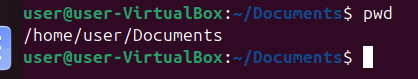 user@user-VirtualBox:~/Documents$ pwd
/home/user/Documents
user@user-VirtualBox:~/Documents$